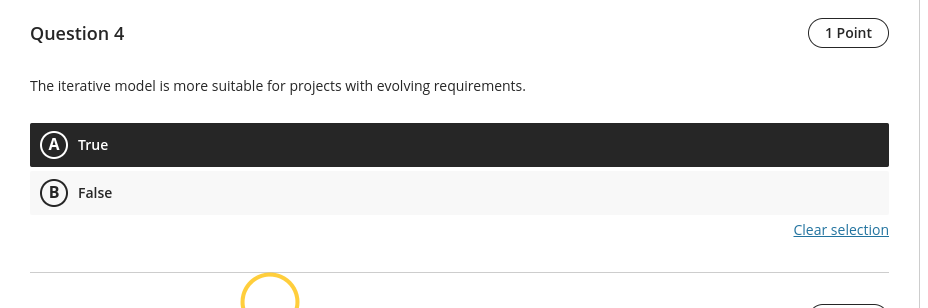 Question 4
1 Point
The iterative model is more suitable for projects with evolving requirements.
A True
B False
Clear selection